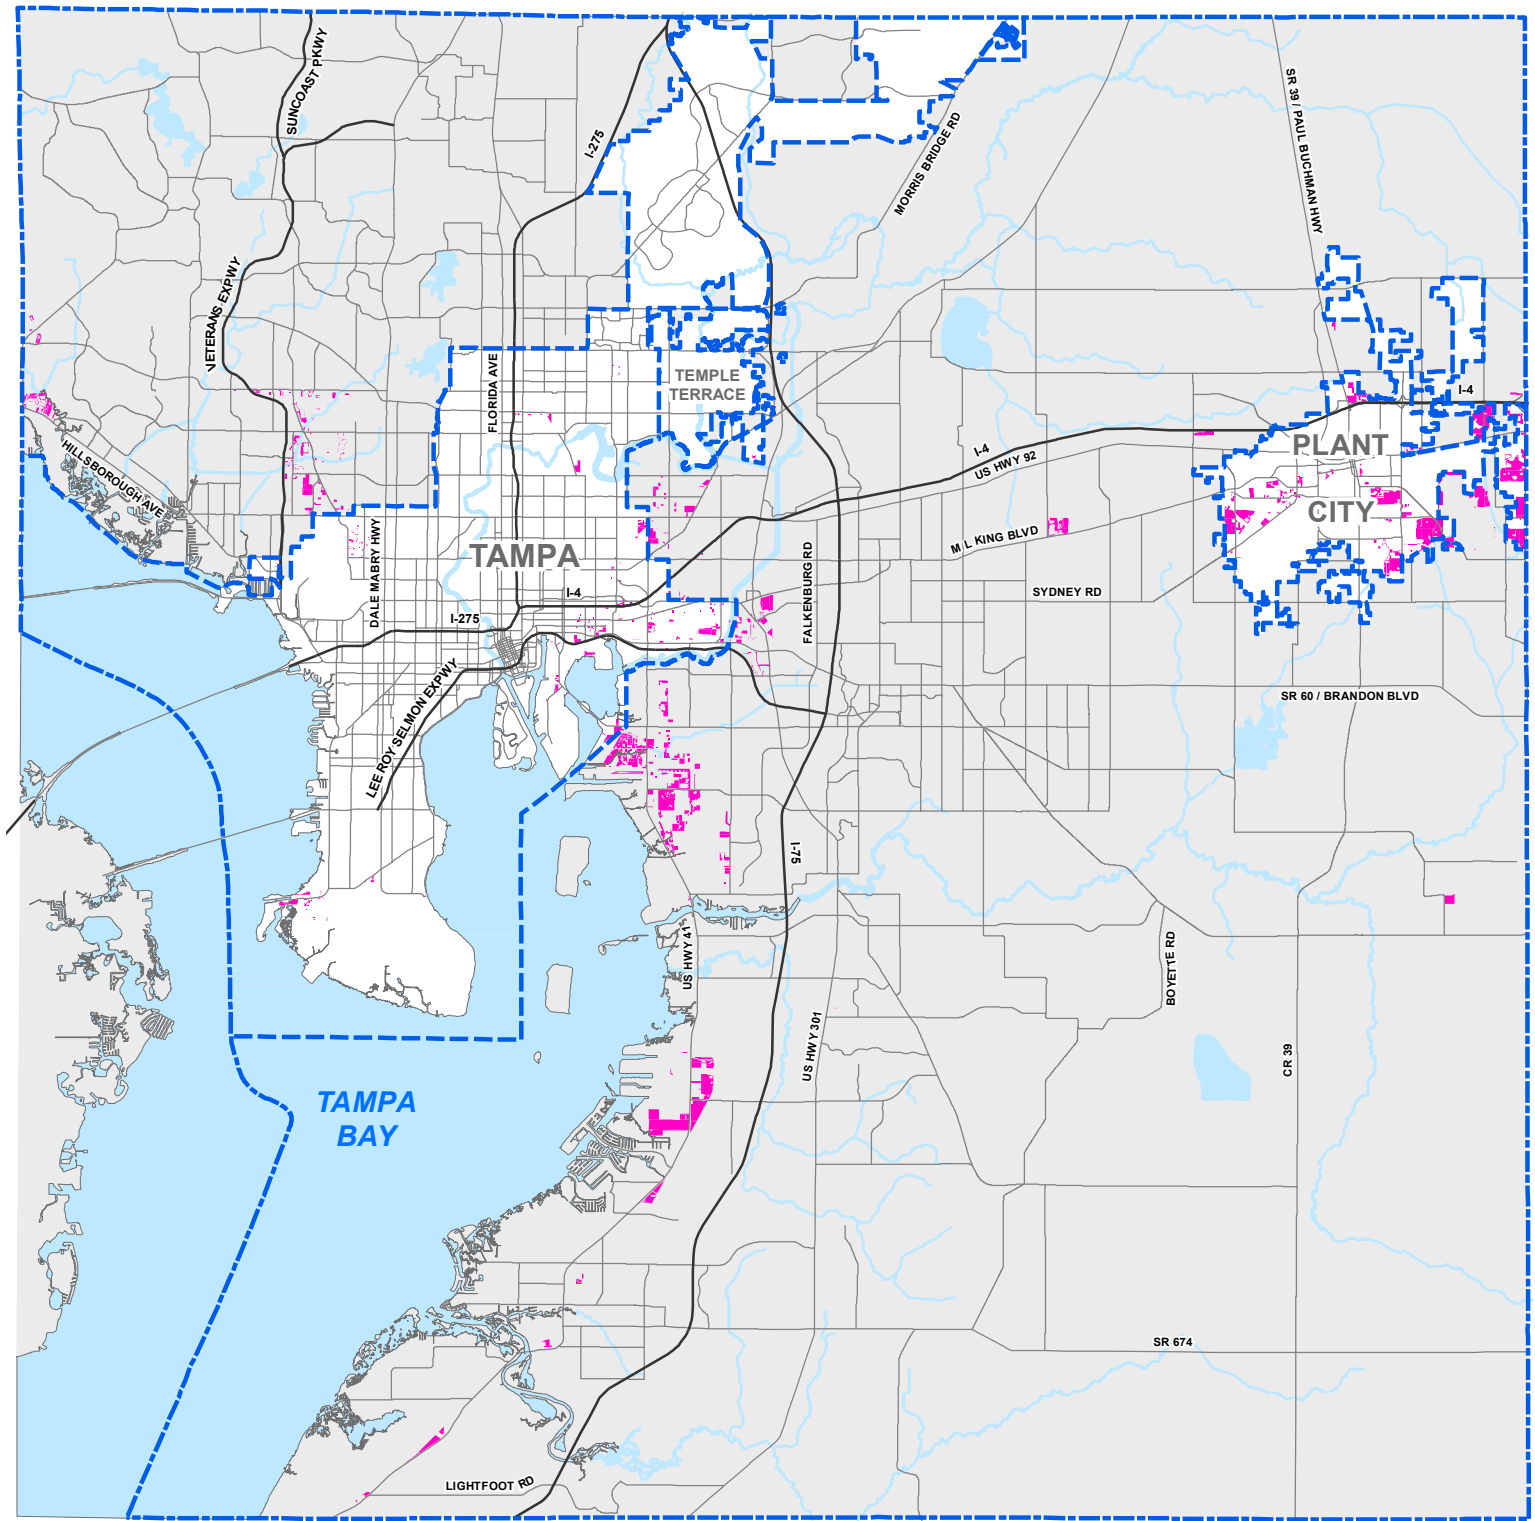 SUNCOAST PKWY
I-275
MORRIS BRIDGE RD
SR 39 / PAUL BUCHMAN HWY
VETERANS EXPWY
FLORIDA AVE
TEMPLE
TERRACE
I-4
HILLSBOROUGH AVE
I-4
US HWY 92
PLANT
CITY
DALE MABRY HWY
TAMPA
M L KING BLVD
FALKENBURG RD
I-4
SYDNEY RD
I-275
LEE ROY SELMON EXPWY
SR 60 / BRANDON BLVD
I-75
US HWY 41
BOYETTE RD
US HWY 301
CR 39
TAMPA
BAY
SR 674
LIGHTFOOT RD